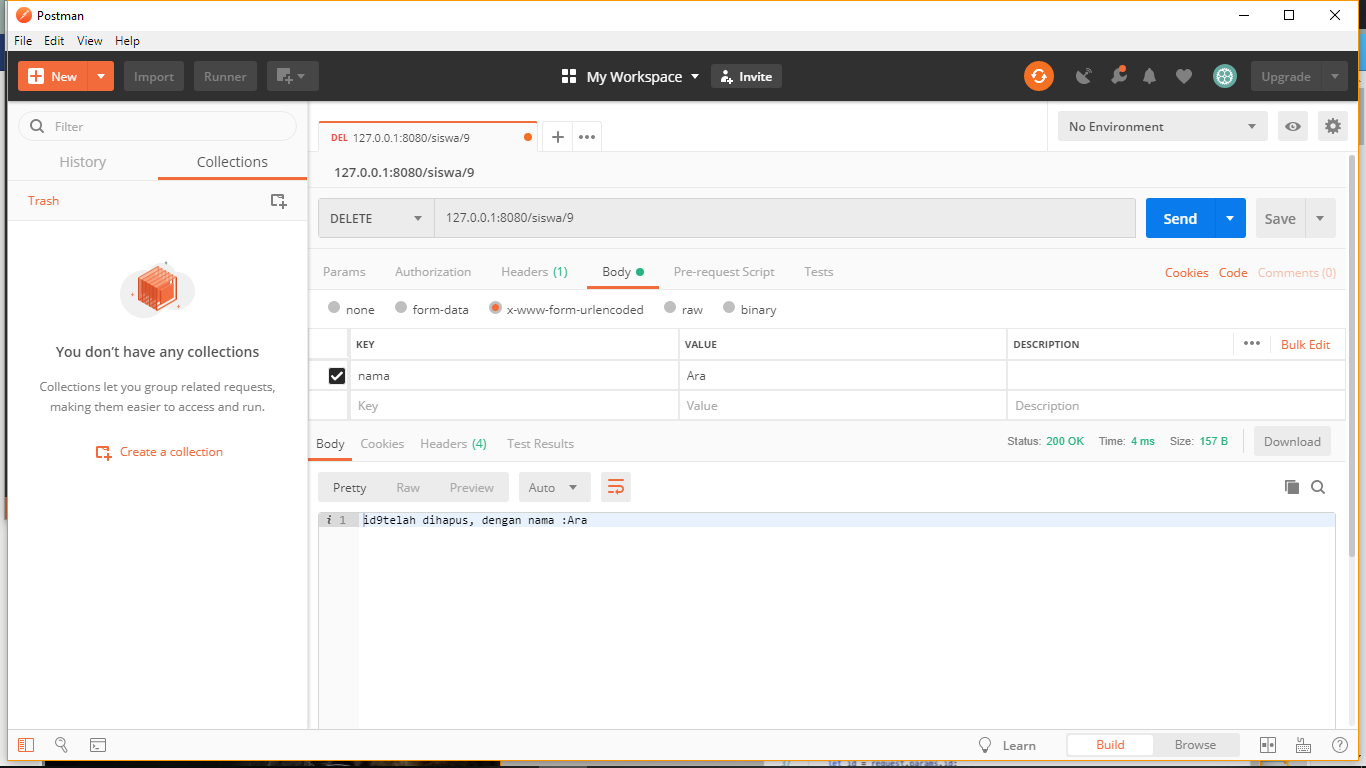 Postman
File Edit View Help
New Import Runner My Workspace Invite Upgrade
Filter
History Collections
Trash
You don’t have any collections
Collections let you group related requests,
making them easier to access and run.
Create a collection
DEL 127.0.0.1:8080/siswa/9
No Environment
127.0.0.1:8080/siswa/9
DELETE 127.0.0.1:8080/siswa/9 Send Save
Params Authorization Headers (1) Body Pre-request Script Tests Cookies Code Comments (0)
none form-data x-www-form-urlencoded raw binary
KEY VALUE DESCRIPTION Bulk Edit
nama Ara
Key Value Description
Body Cookies Headers (4) Test Results Status: 200 OK Time: 4 ms Size: 157 B Download
Pretty Raw Preview Auto
i 1 id9telah dihapus, dengan nama :Ara
Learn Build Browse
let id = request.params.id;